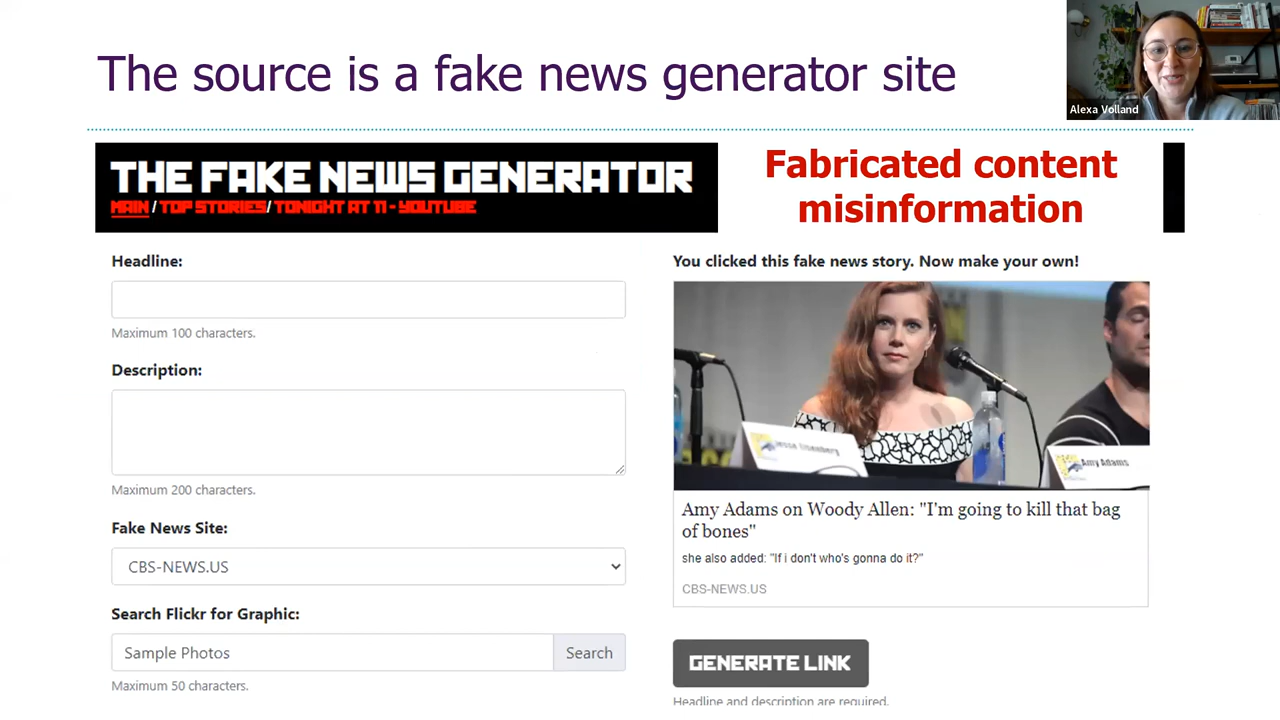 The source is a fake news generator site
Alexa Volland
THE FAKE NEWS GENERATOR
MAIN / TOP STORIES/ TONIGHT AT 11 - YOUTUBE
Fabricated content
misinformation
Headline:
Maximum 100 characters.
Description:
Maximum 200 characters.
Fake News Site:
CBS-NEWS.US
Search Flickr for Graphic:
Sample Photos
Search
Maximum 50 characters.
You clicked this fake news story. Now make your own!
Jesse Eisenberg
Amy Adams
Amy Adams on Woody Allen: "I'm going to kill that bag
of bones"
she also added: "If i don't who's gonna do it?"
CBS-NEWS.US
GENERATE LINK
Headline and description are required.